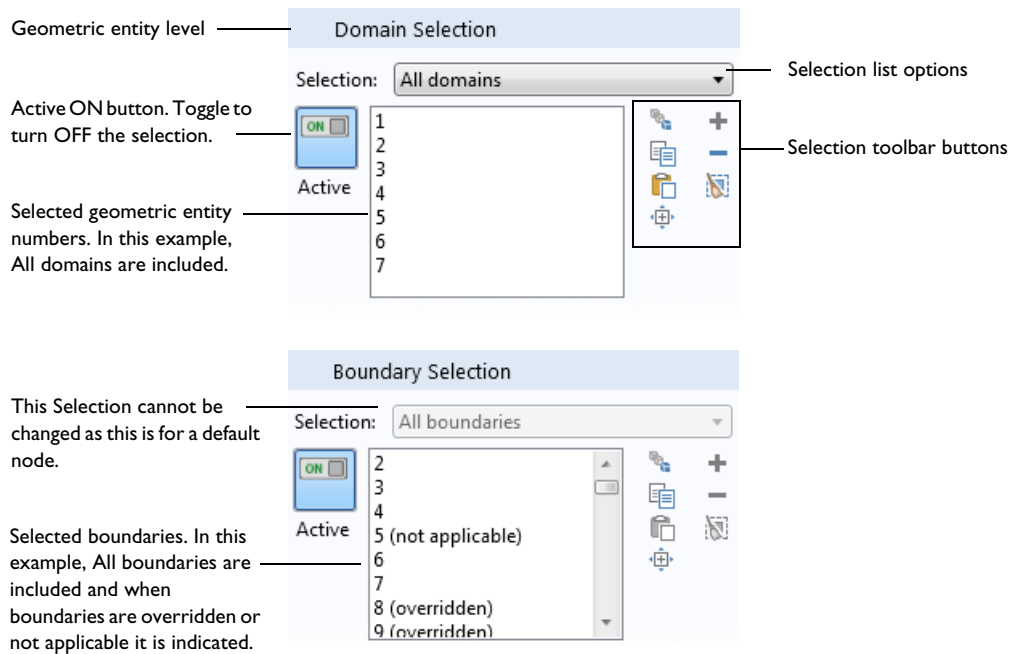 Geometric entity level
Domain Selection
Selection: All domains
Selection list options
Active ON button. Toggle to
turn OFF the selection.
ON
Active
1
2
3
4
5
6
7
Selection toolbar buttons
Selected geometric entity
numbers. In this example,
All domains are included.
Boundary Selection
This Selection cannot be
changed as this is for a default
node.
Selection: All boundaries
ON
Active
2
3
4
5 (not applicable)
6
7
8 (overridden)
9 (overridden)
Selected boundaries. In this
example, All boundaries are
included and when
boundaries are overridden or
not applicable it is indicated.